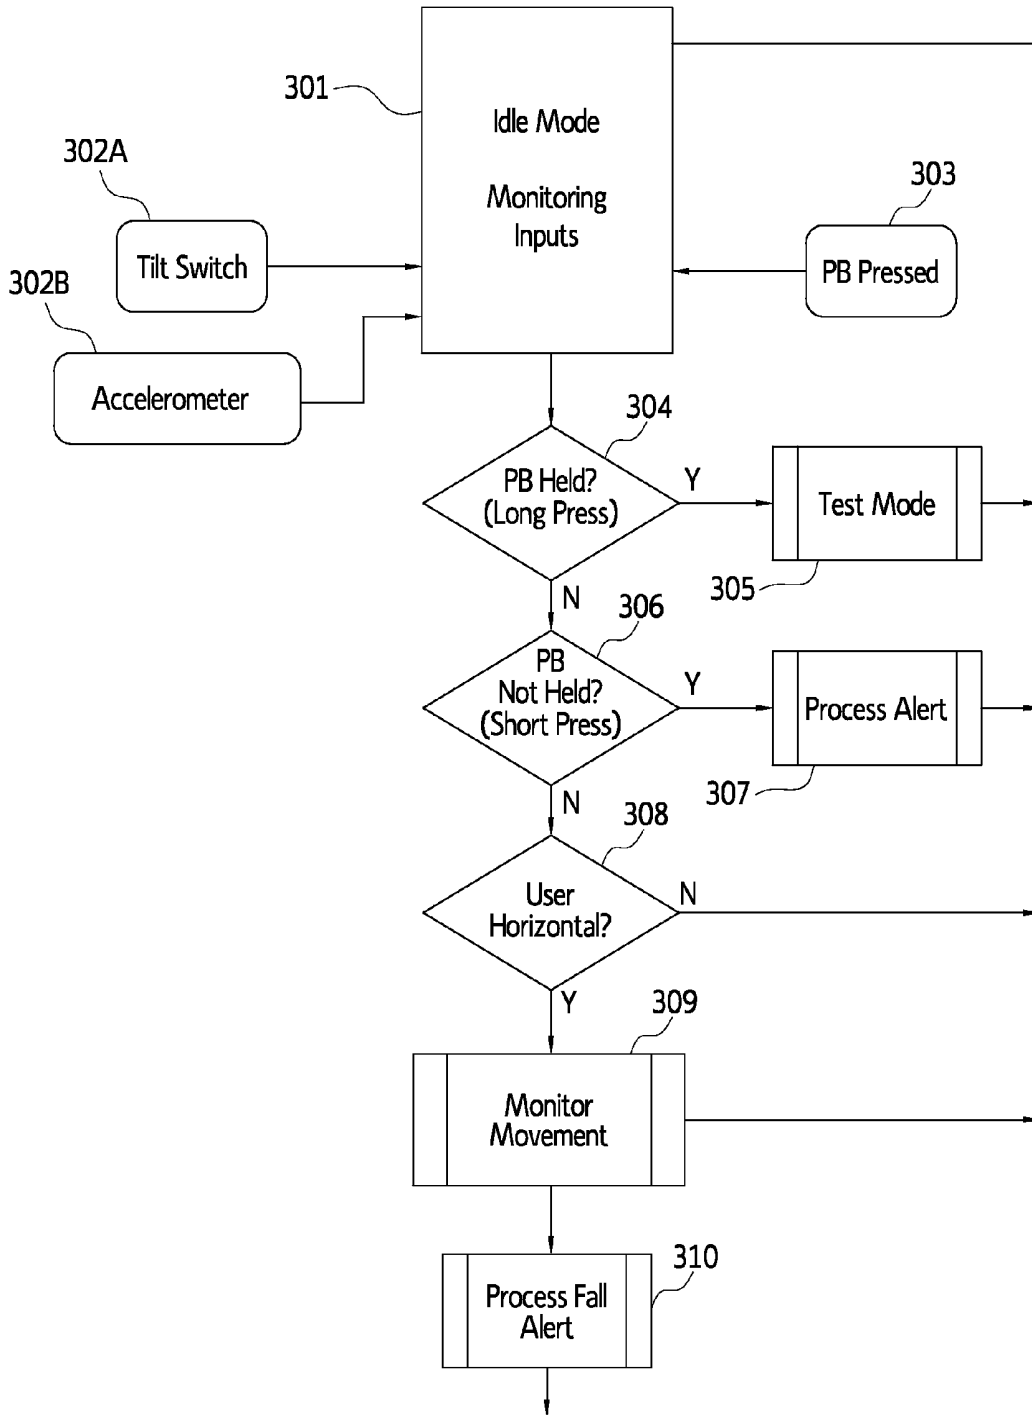 301
Idle Mode
Monitoring
Inputs
302A
Tilt Switch
302B
Accelerometer
303
PB Pressed
304
PB Held?
(Long Press)
Y
Test Mode
305
N
306
PB
Not Held?
(Short Press)
Y
Process Alert
307
N
308
User
Horizontal?
N
Y
309
Monitor
Movement
310
Process Fall
Alert